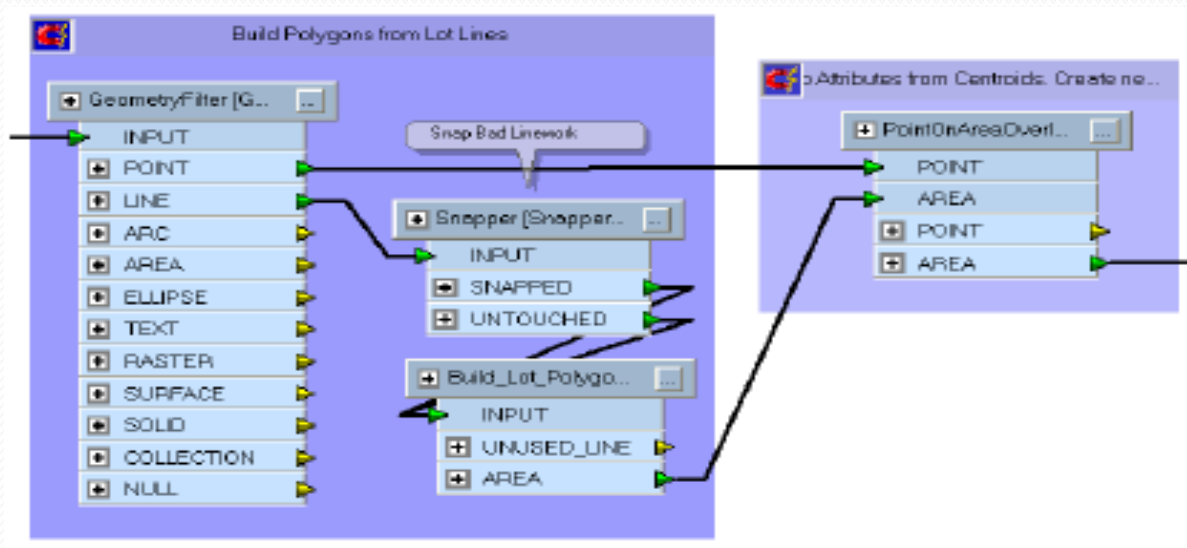 Build Polygons from Lot Lines
GeometryFilter [G... ...
INPUT
POINT
LINE
ARC
AREA
ELLIPSE
TEXT
RASTER
SURFACE
SOLID
COLLECTION
NULL
Snap Bad Linework
Snapper [Snapper... ...
INPUT
SNAPPED
UNTOUCHED
Build_Lot_Polygo... ...
INPUT
UNUSED_LINE
AREA
Attributes from Centroids. Create ne...
PointOnAreaOverl... ...
POINT
AREA
POINT
AREA